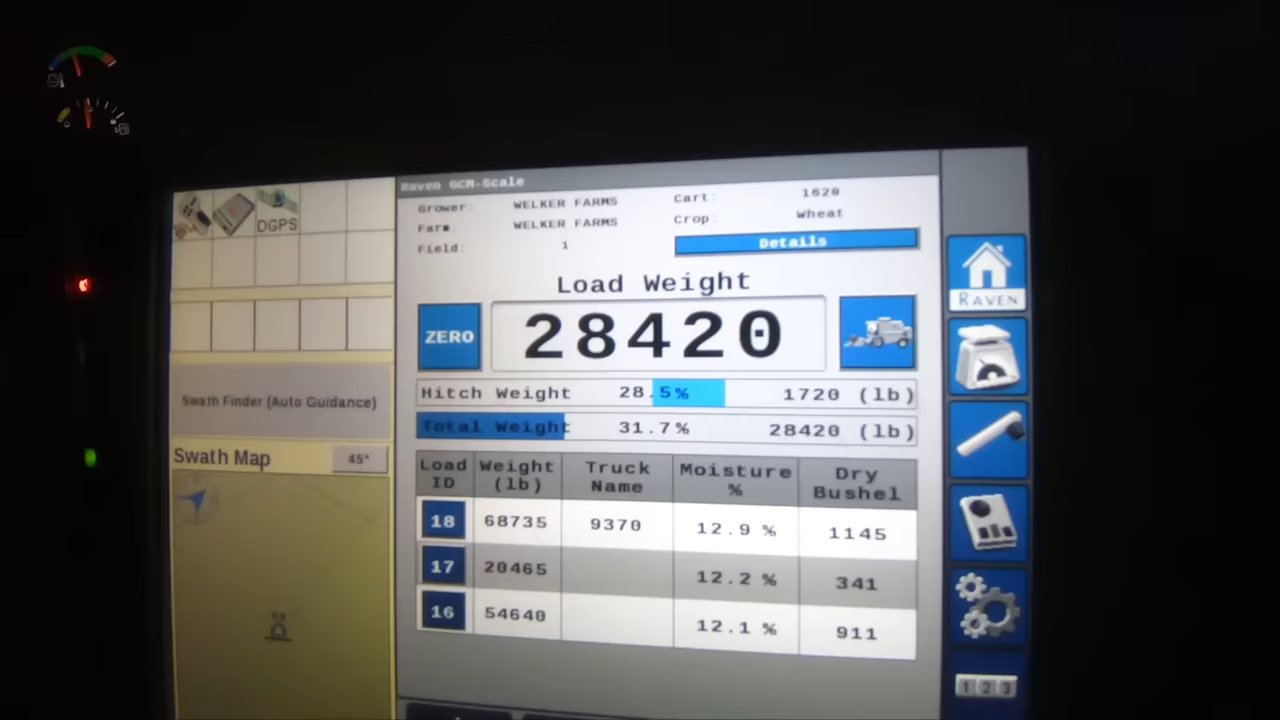 DGPS
Swath Finder (Auto Guidance)
Swath Map 45°
Raven GCM-Scale
Grower: WELKER FARMS Cart: 1620
Farm: WELKER FARMS Crop: Wheat
Field: 1 Details
Load Weight
ZERO 28420
Hitch Weight 28.5% 1720 (lb)
Total Weight 31.7% 28420 (lb)
Load ID Weight (lb) Truck Name Moisture % Dry Bushel
18 68735 9370 12.9 % 1145
17 20465 12.2 % 341
16 54640 12.1 % 911
RAVEN
1 2 3